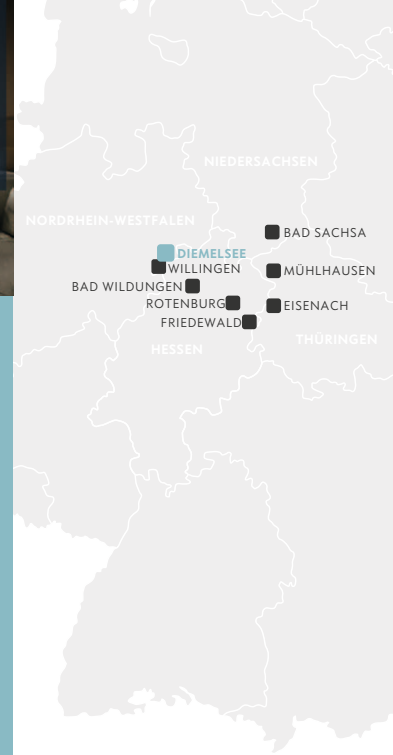 NIEDERSACHSEN
NORDRHEIN-WESTFALEN
BAD SACHSA
DIEMELSEE
WILLINGEN
MÜHLHAUSEN
BAD WILDUNGEN
ROTENBURG
EISENACH
FRIEDEWALD
THÜRINGEN
HESSEN